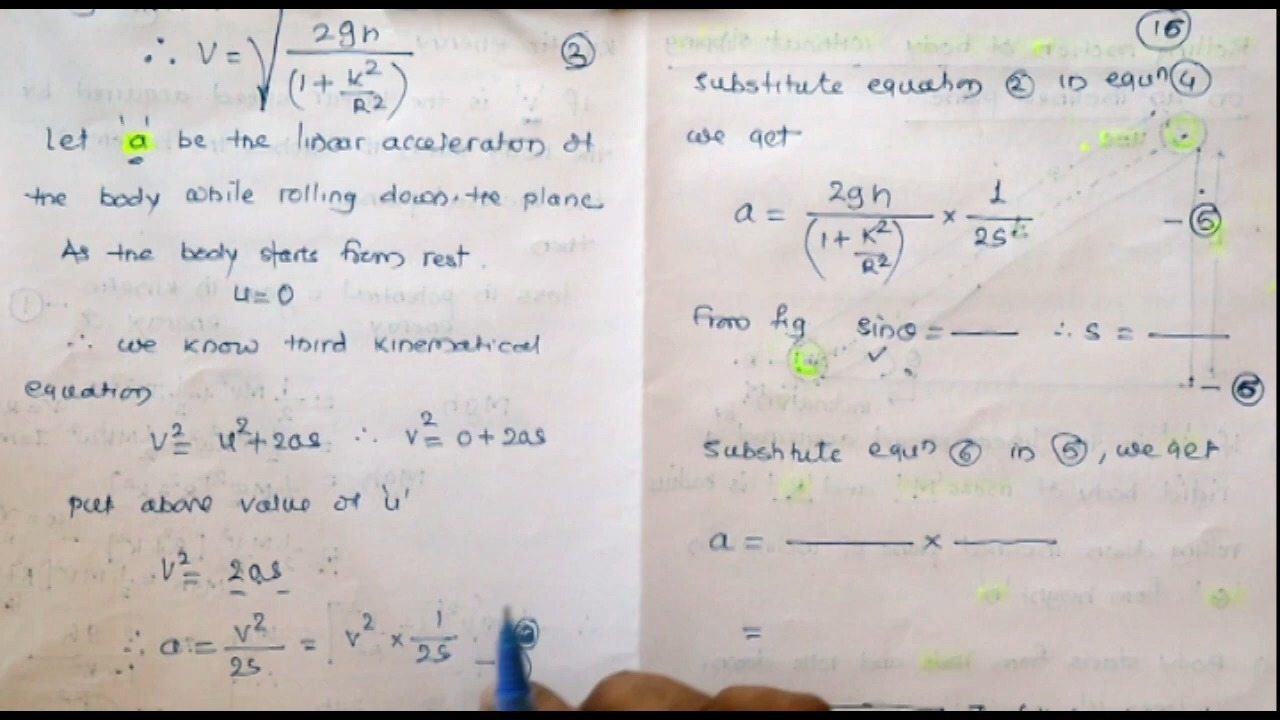 ∴ V = √(2gh / (1 + K²/R²)) ③
Let 'a' be the linear acceleration of
the body while rolling down the plane
As the body starts from rest.
u = 0
∴ we know third kinematical
equation
v² = u² + 2as ∴ v² = 0 + 2as
put above value of 'u'
v² = 2as
∴ a = v²/2s = v² × 1/2s
⑮
Substitute equation ② in equn ④
we get
a = 2gh / (1 + K²/R²) × 1/2s – ⑤
From fig sinθ = ——— ∴ s = ———
– ⑥
Substitute equn ⑥ in ⑤, we get
a = ——— × ———
=